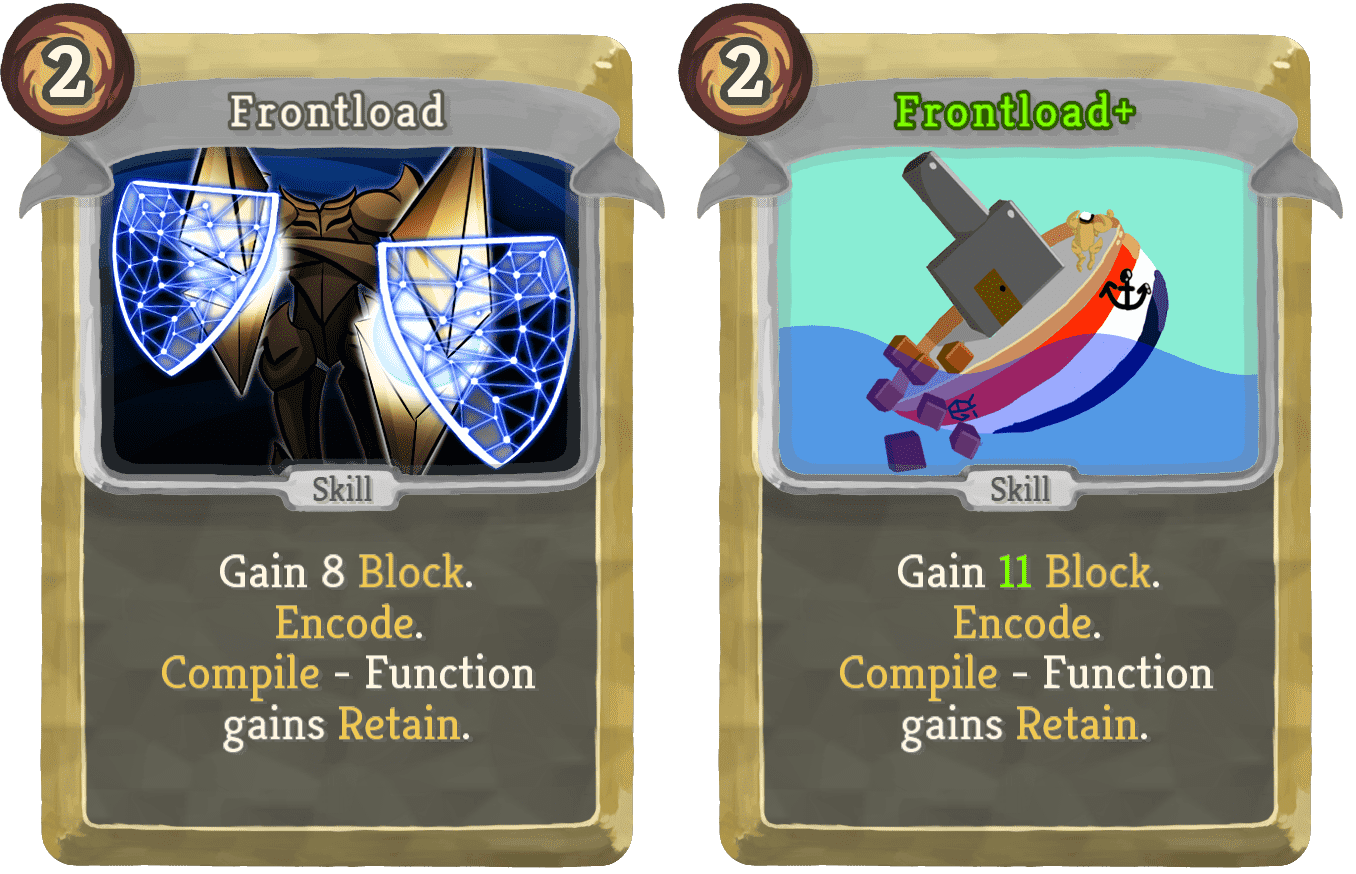 2
Frontload
Skill
Gain 8 Block.
Encode.
Compile - Function
gains Retain.
2
Frontload+
Skill
Gain 11 Block.
Encode.
Compile - Function
gains Retain.